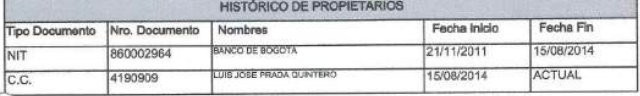 HISTÓRICO DE PROPIETARIOS
Tipo Documento Nro. Documento Nombres Fecha Inicio Fecha Fin
NIT 860002964 BANCO DE BOGOTA 21/11/2011 15/08/2014
C.C. 4190909 LUIS JOSE PRADA QUINTERO 15/08/2014 ACTUAL